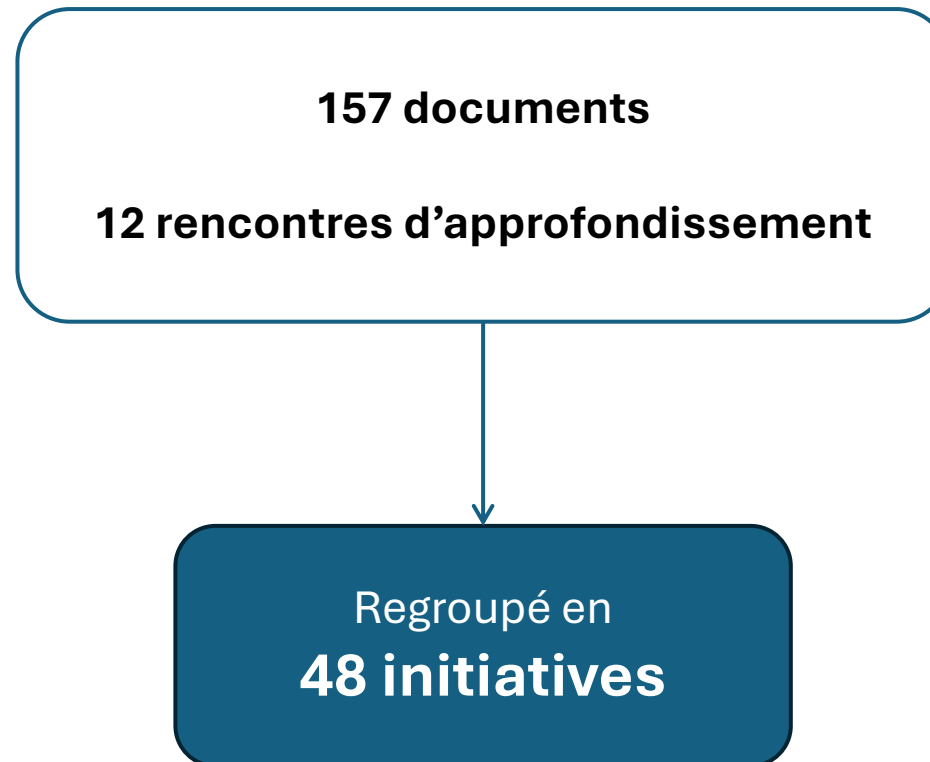 157 documents
12 rencontres d’approfondissement
Regroupé en
48 initiatives